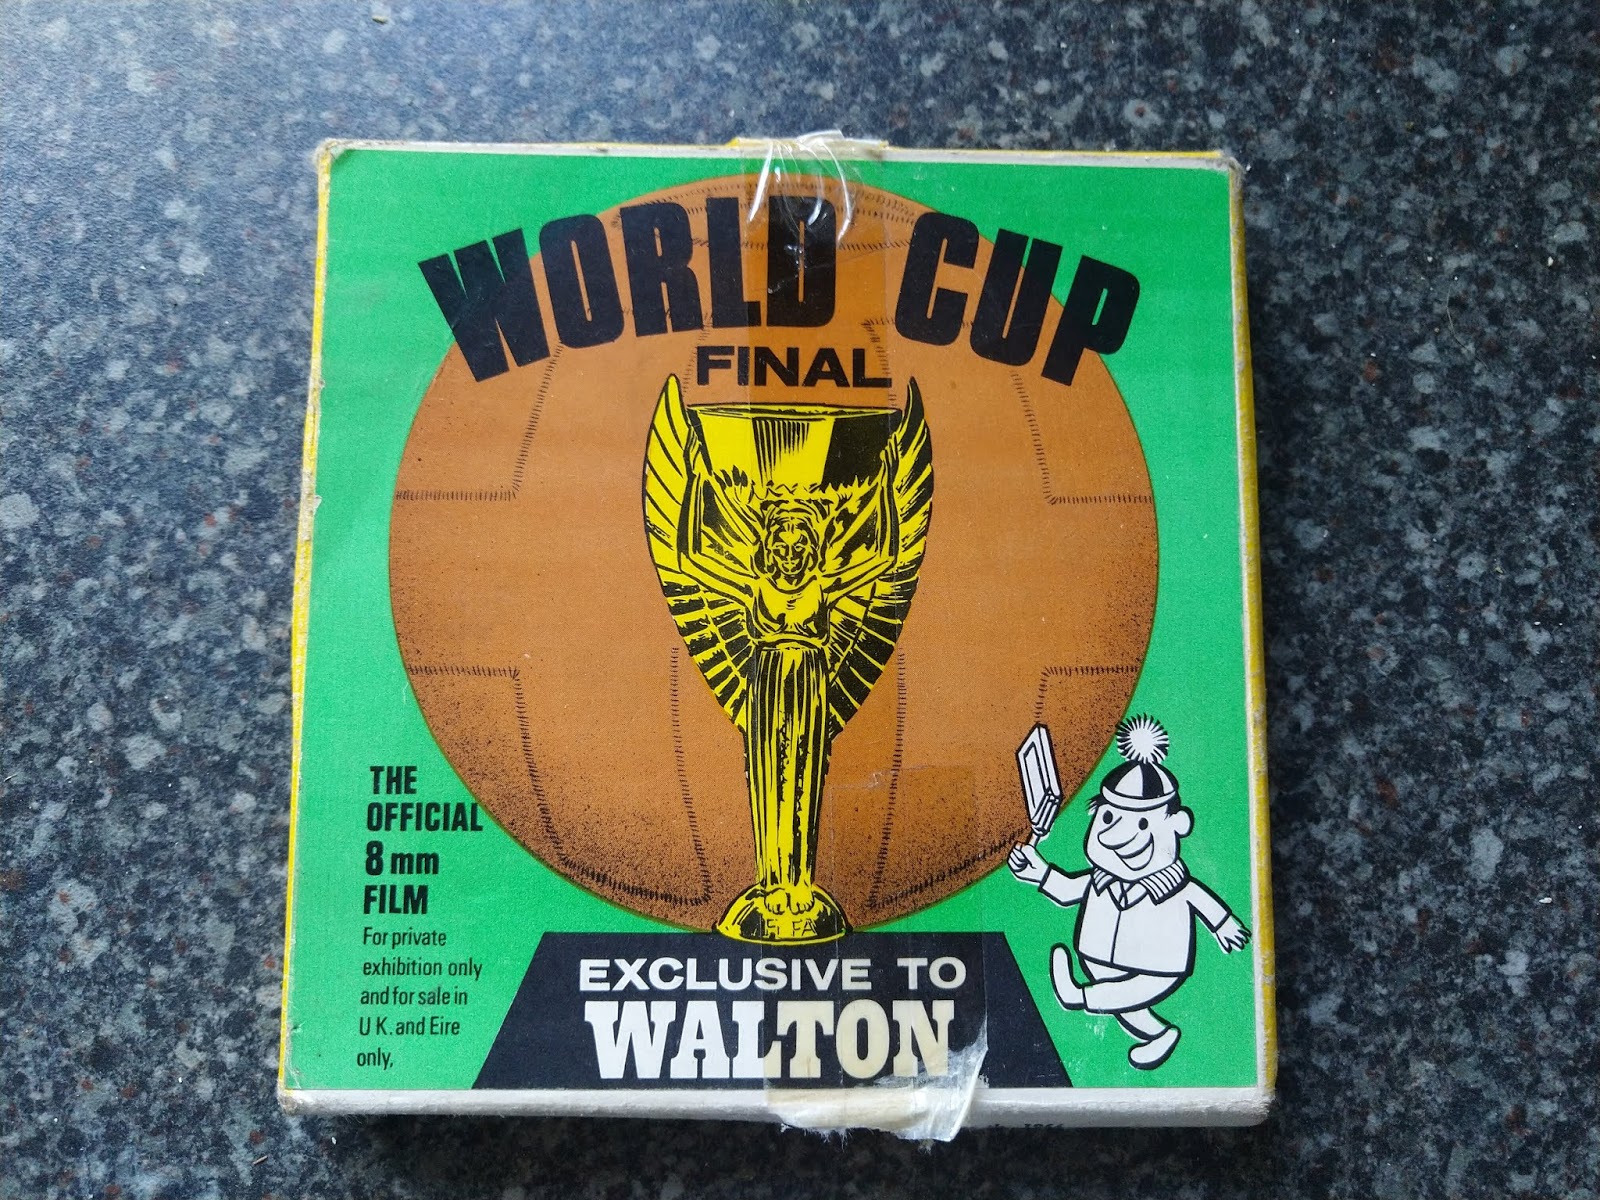 WORLD CUP
FINAL
THE
OFFICIAL
8 mm
FILM
For private
exhibition only
and for sale in
U K. and Eire
only,
FIFA
EXCLUSIVE TO
WALTON